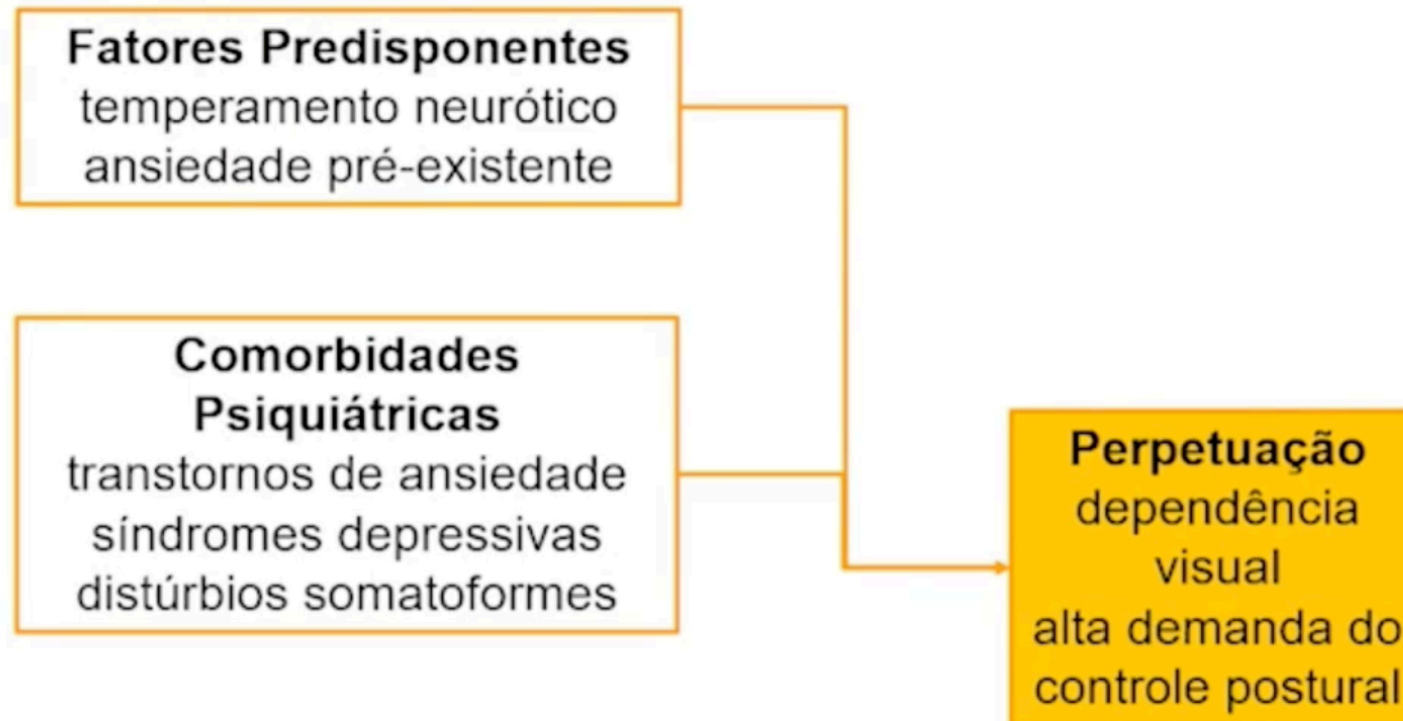 Fatores Predisponentes
temperamento neurótico
ansiedade pré-existente
Comorbidades
Psiquiátricas
transtornos de ansiedade
síndromes depressivas
distúrbios somatoformes
Perpetuação
dependência
visual
alta demanda do
controle postural